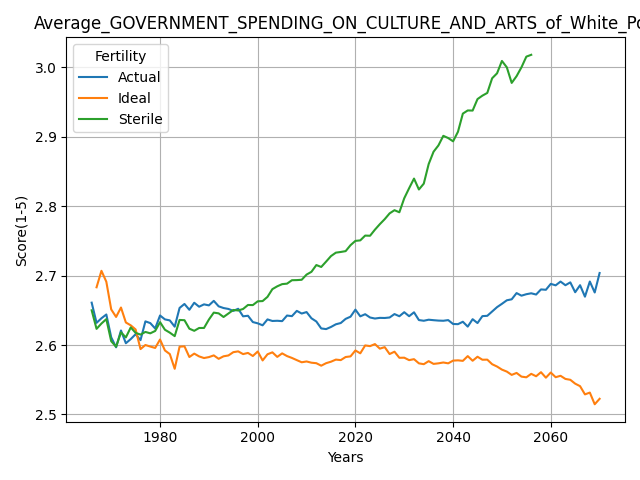 Average_GOVERNMENT_SPENDING_ON_CULTURE_AND_ARTS_of_White_Po
Fertility
Actual
Ideal
Sterile
3.0
2.9
2.8
2.7
2.6
2.5
Score(1-5)
1980 2000 2020 2040 2060
Years